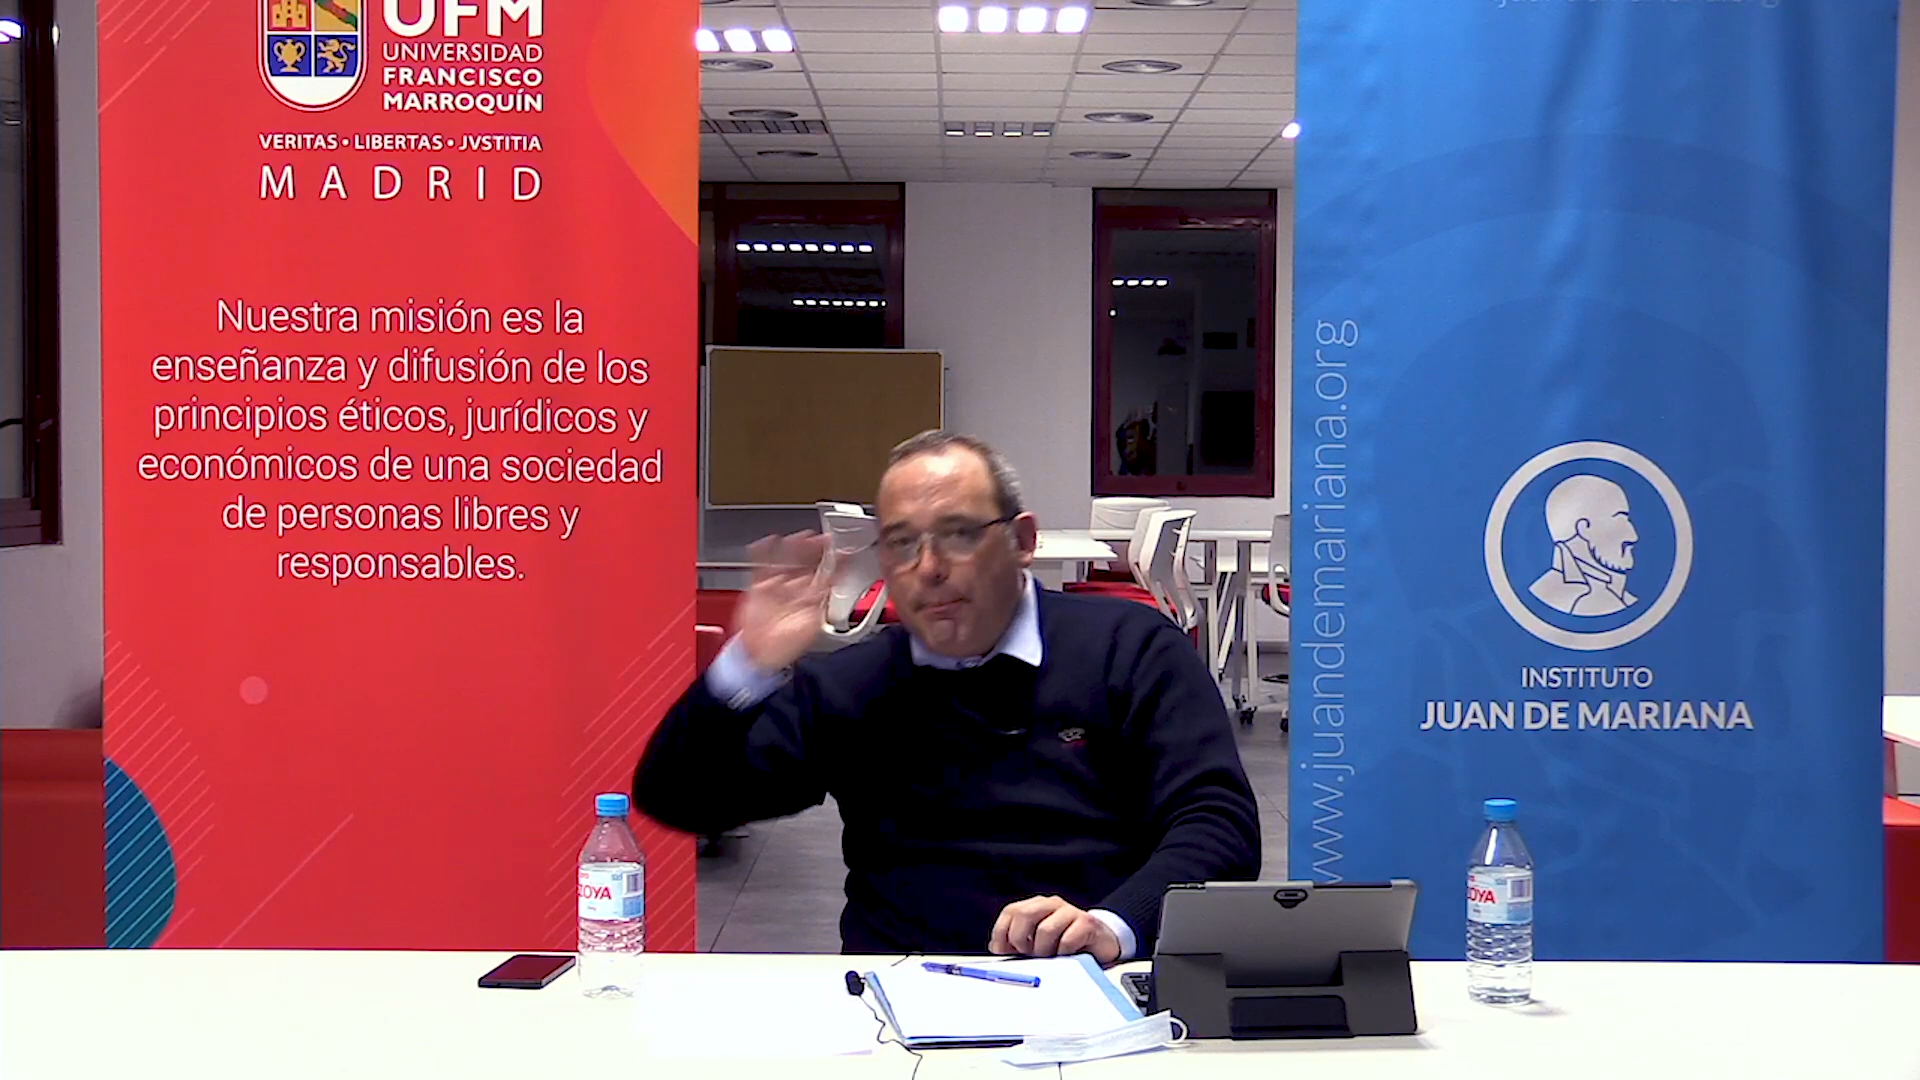 UFM
UNIVERSIDAD
FRANCISCO
MARROQUÍN
VERITAS • LIBERTAS • JVSTITIA
MADRID
Nuestra misión es la
enseñanza y difusión de los
principios éticos, jurídicos y
económicos de una sociedad
de personas libres y
responsables.
www.juandemariana.org
INSTITUTO
JUAN DE MARIANA